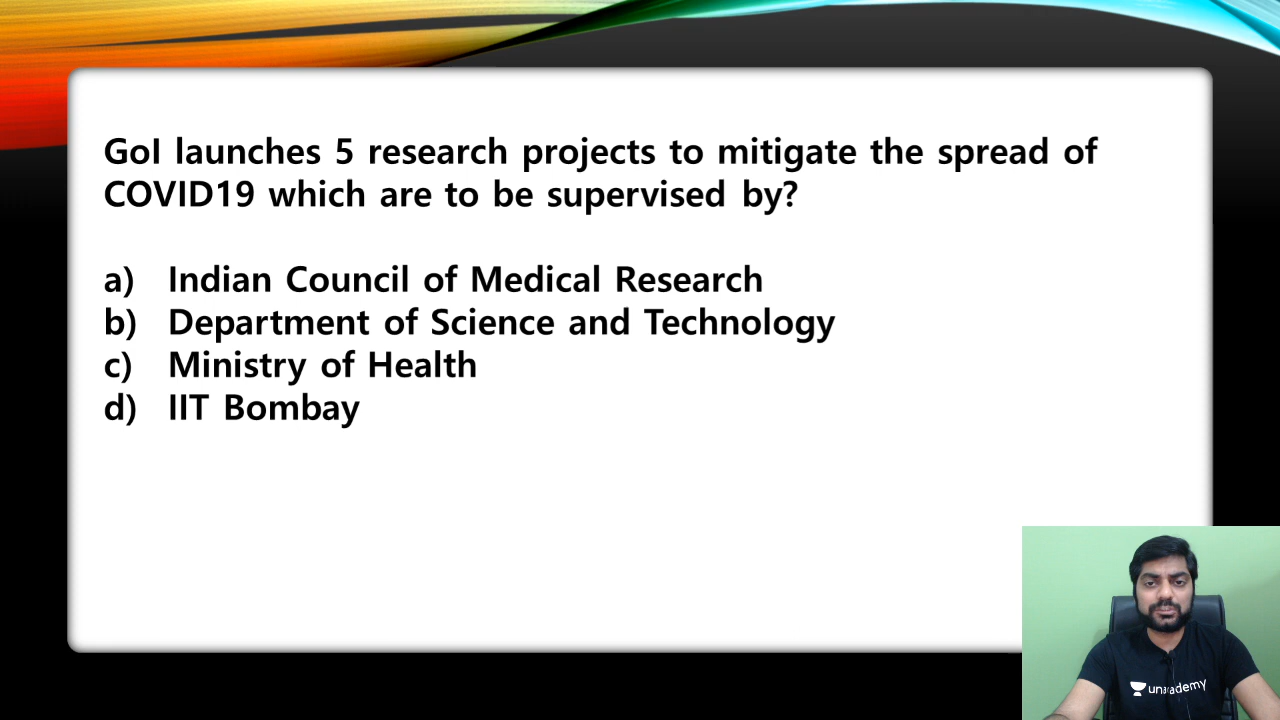 GoI launches 5 research projects to mitigate the spread of
COVID19 which are to be supervised by?
a) Indian Council of Medical Research
b) Department of Science and Technology
c) Ministry of Health
d) IIT Bombay
unacademy